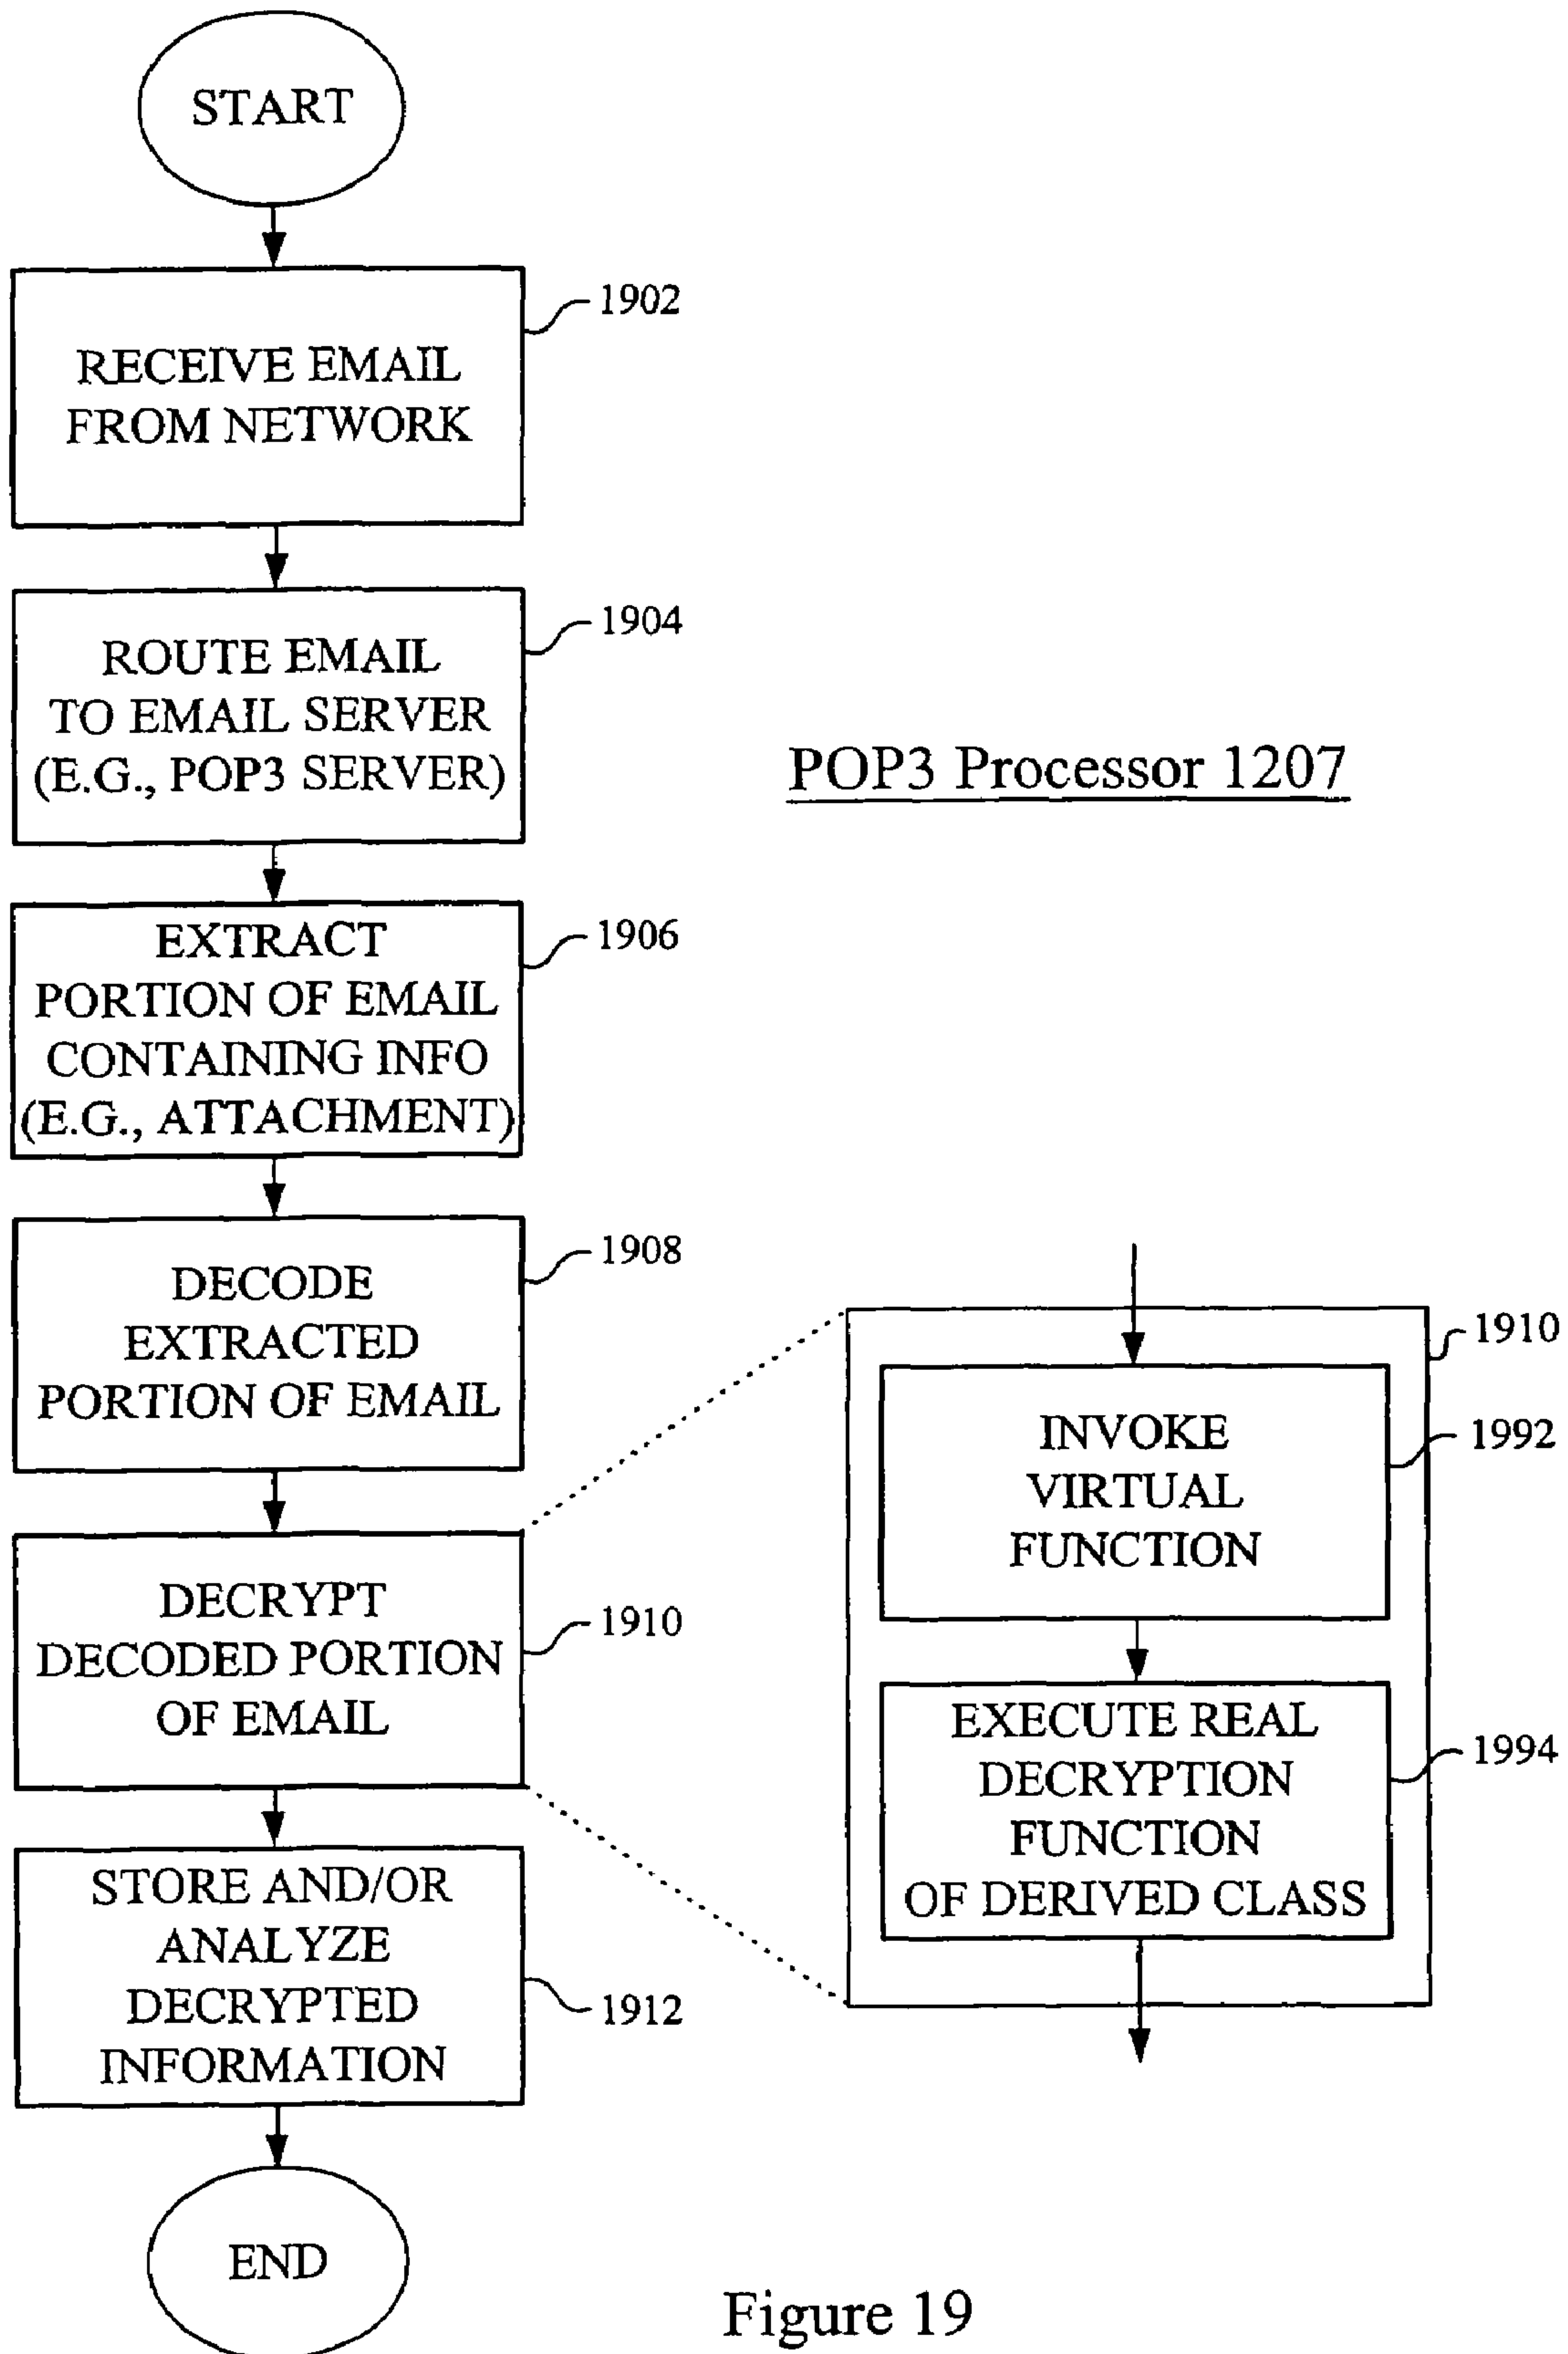 START
1902
RECEIVE EMAIL
FROM NETWORK
1904
ROUTE EMAIL
TO EMAIL SERVER
(E.G., POP3 SERVER)
POP3 Processor 1207
1906
EXTRACT
PORTION OF EMAIL
CONTAINING INFO
(E.G., ATTACHMENT)
1908
DECODE
EXTRACTED
PORTION OF EMAIL
1910
DECRYPT
DECODED PORTION
OF EMAIL
1910
INVOKE
VIRTUAL
FUNCTION
1992
EXECUTE REAL
DECRYPTION
FUNCTION
OF DERIVED CLASS
1994
STORE AND/OR
ANALYZE
DECRYPTED
INFORMATION
1912
END
Figure 19